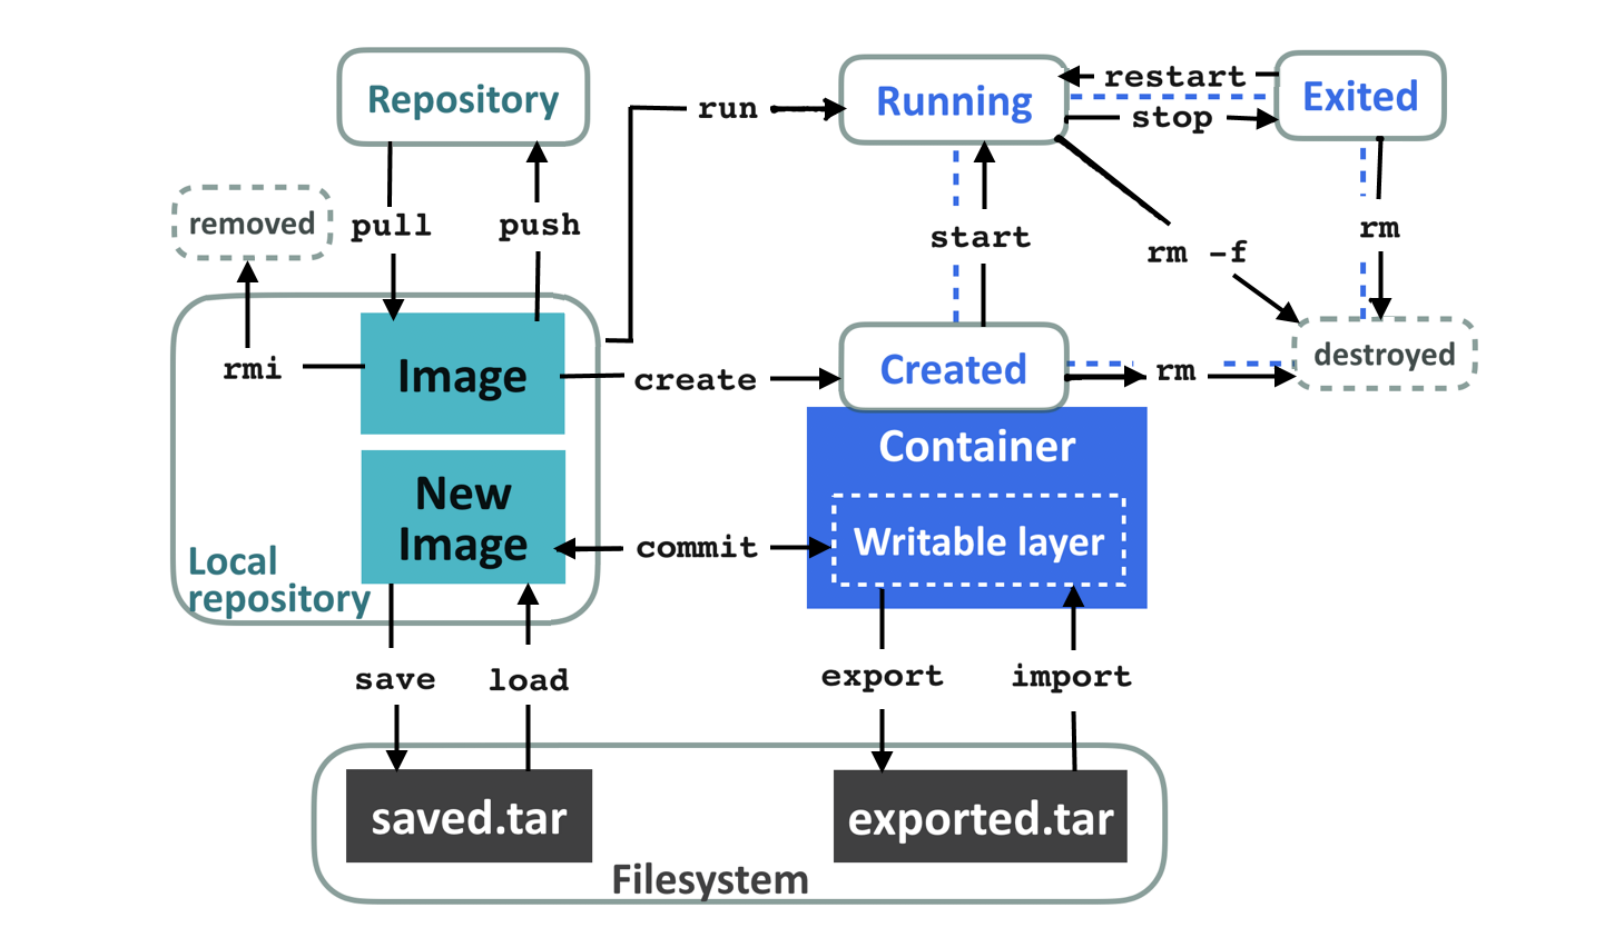 Repository
Running
restart
Exited
run
stop
removed
pull
push
start
rm -f
rm
rmi
Image
create
Created
rm
destroyed
Container
New
Image
commit
Writable layer
Local
repository
save
load
export
import
saved.tar
exported.tar
Filesystem